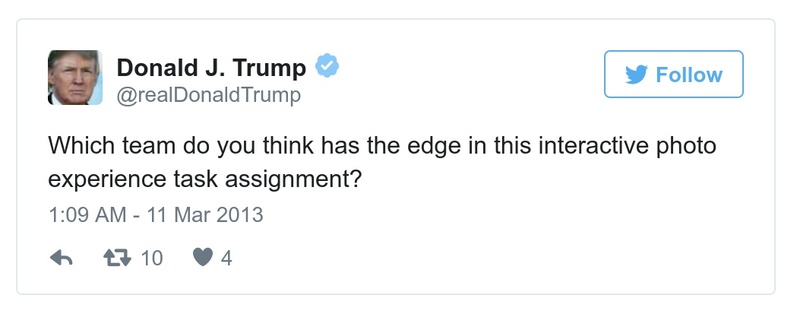 Donald J. Trump
@realDonaldTrump
Follow
Which team do you think has the edge in this interactive photo
experience task assignment?
1:09 AM - 11 Mar 2013
10 4